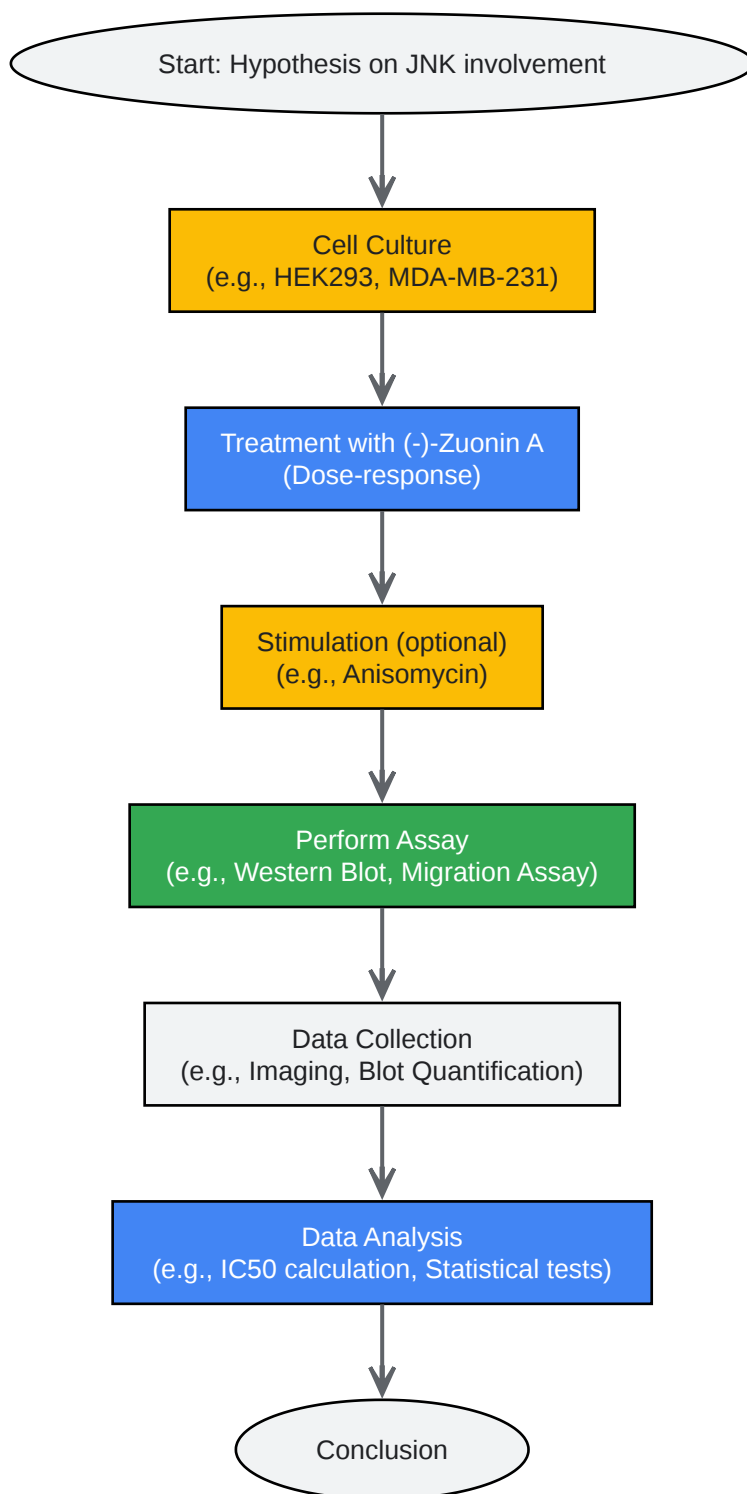 Start: Hypothesis on JNK involvement
Cell Culture
(e.g., HEK293, MDA-MB-231)
Treatment with (-)-Zuonin A
(Dose-response)
Stimulation (optional)
(e.g., Anisomycin)
Perform Assay
(e.g., Western Blot, Migration Assay)
Data Collection
(e.g., Imaging, Blot Quantification)
Data Analysis
(e.g., IC50 calculation, Statistical tests)
Conclusion